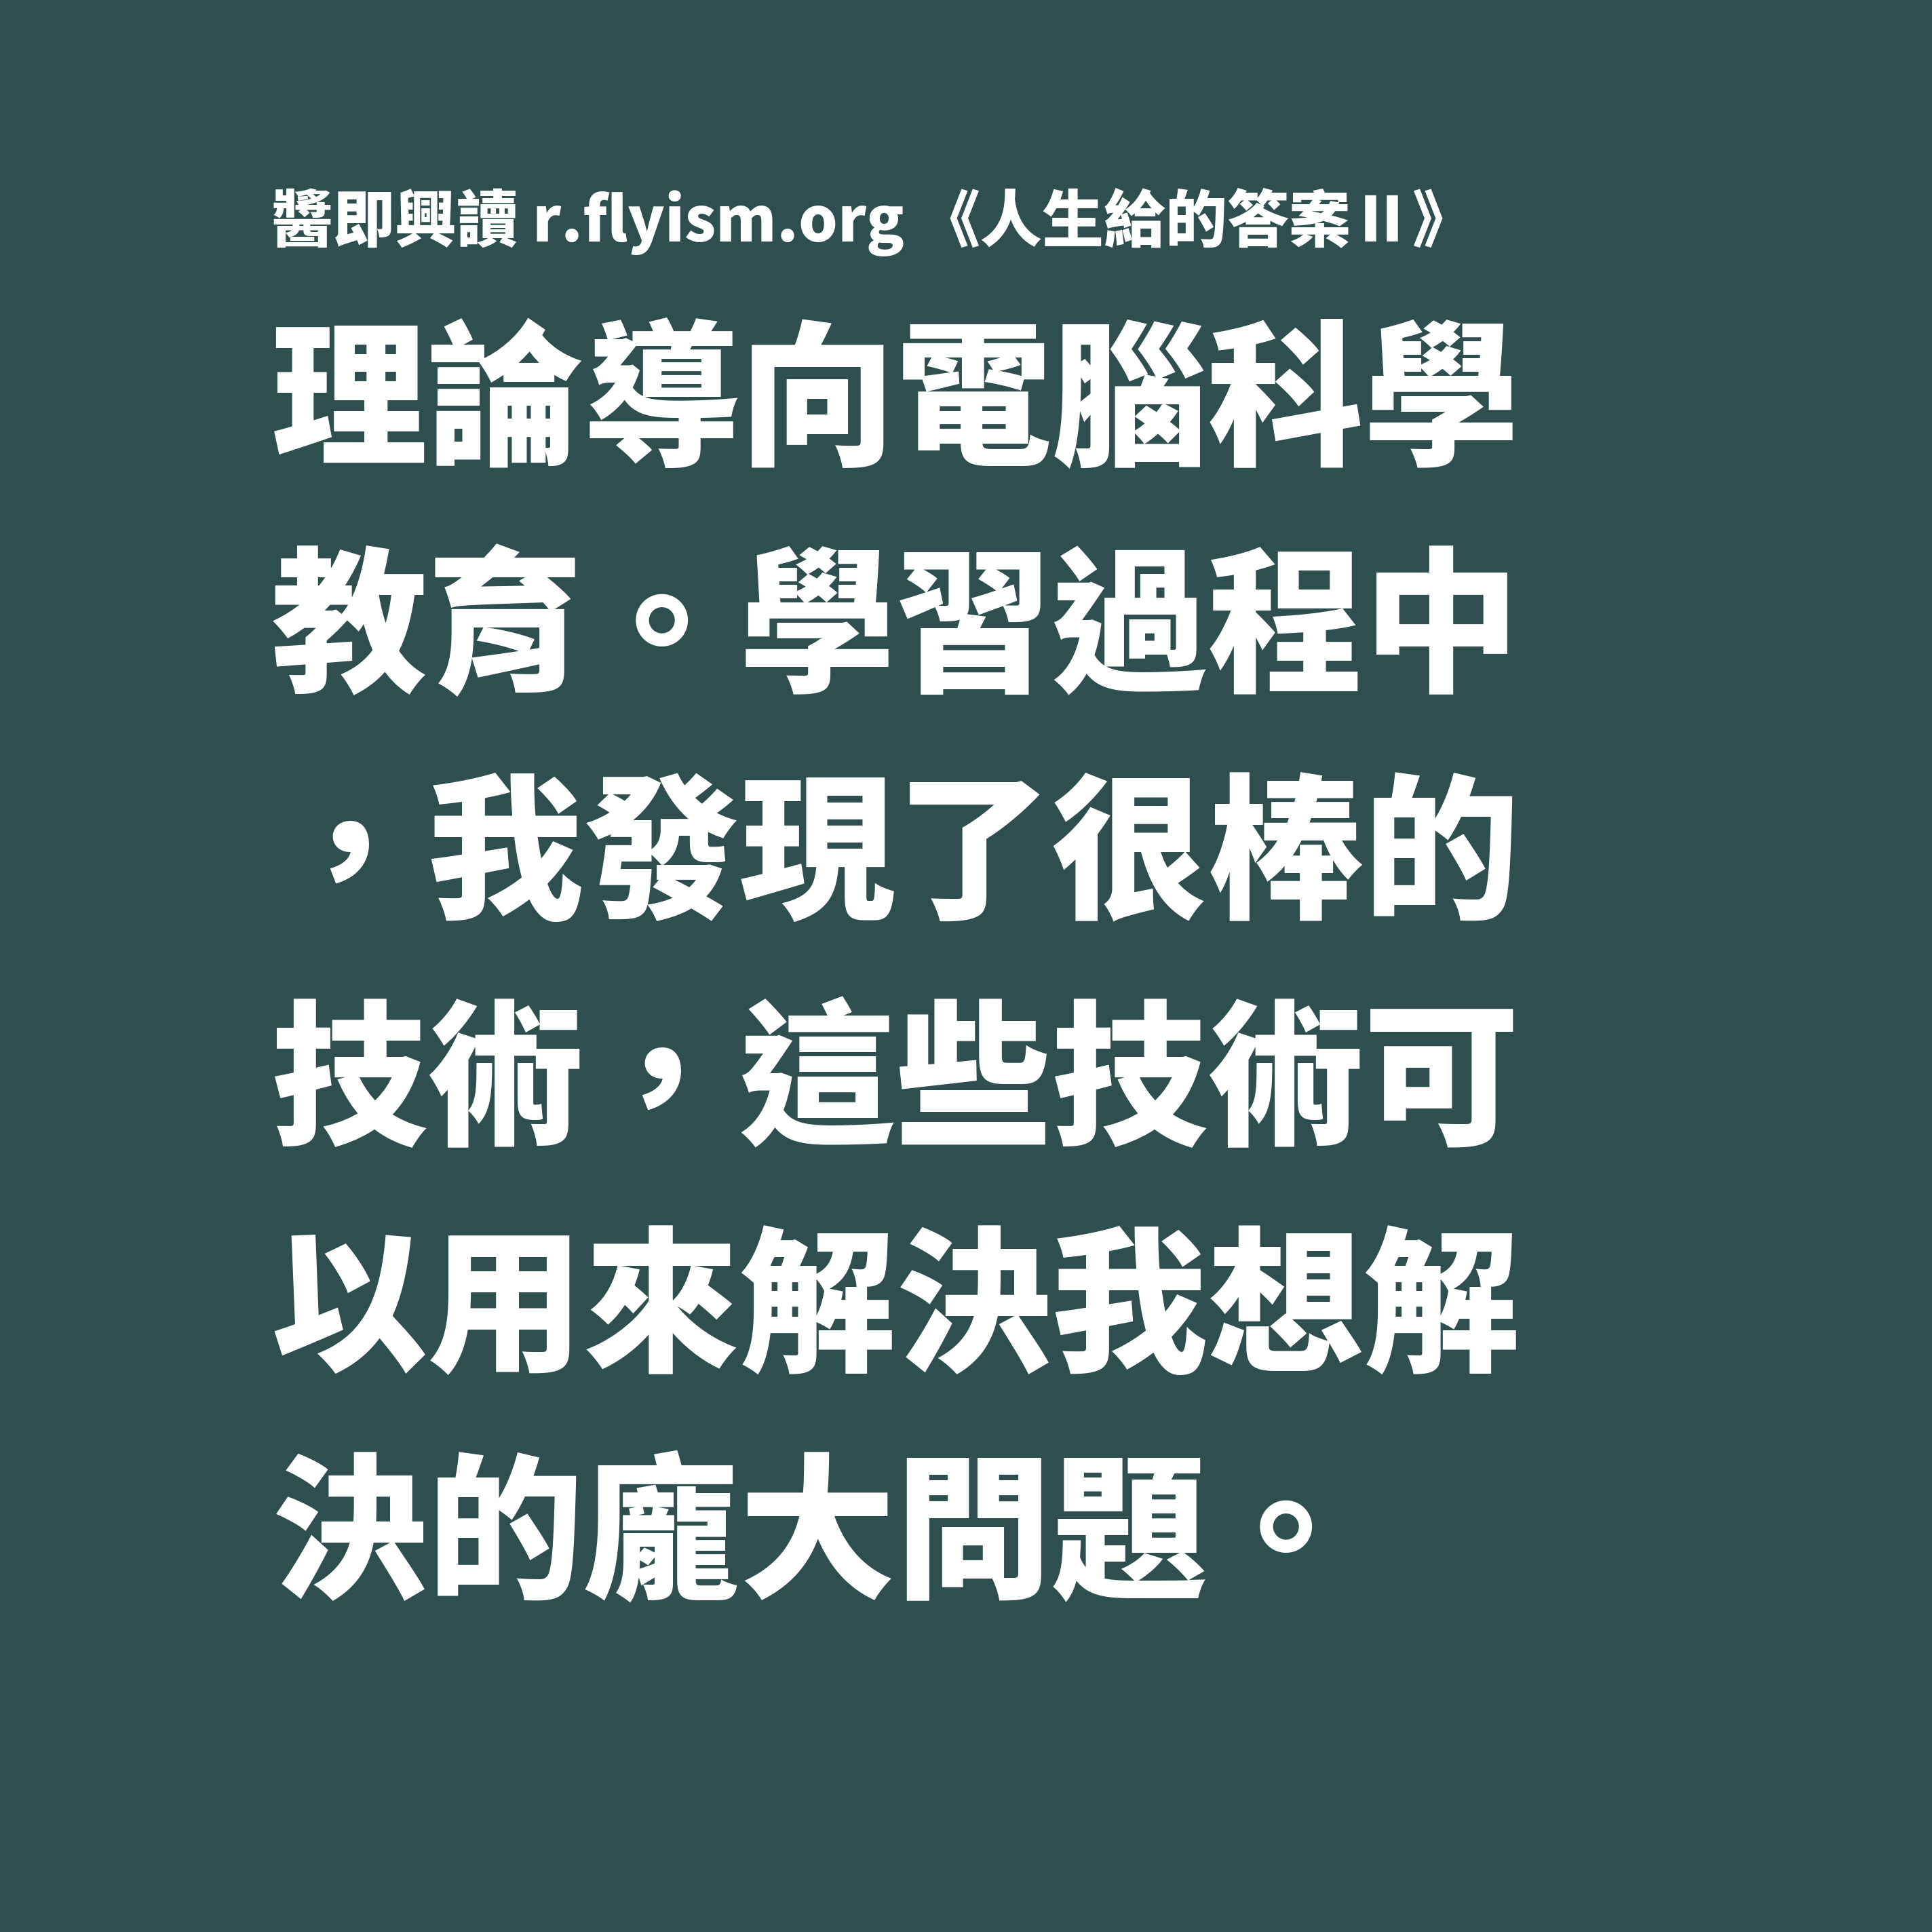 整即個讀 r.flyism.org 《人生給的答案 II》
理論導向電腦科學
教育。學習過程中
，我發現了很棒的
技術，這些技術可
以用來解決我想解
決的龐大問題。